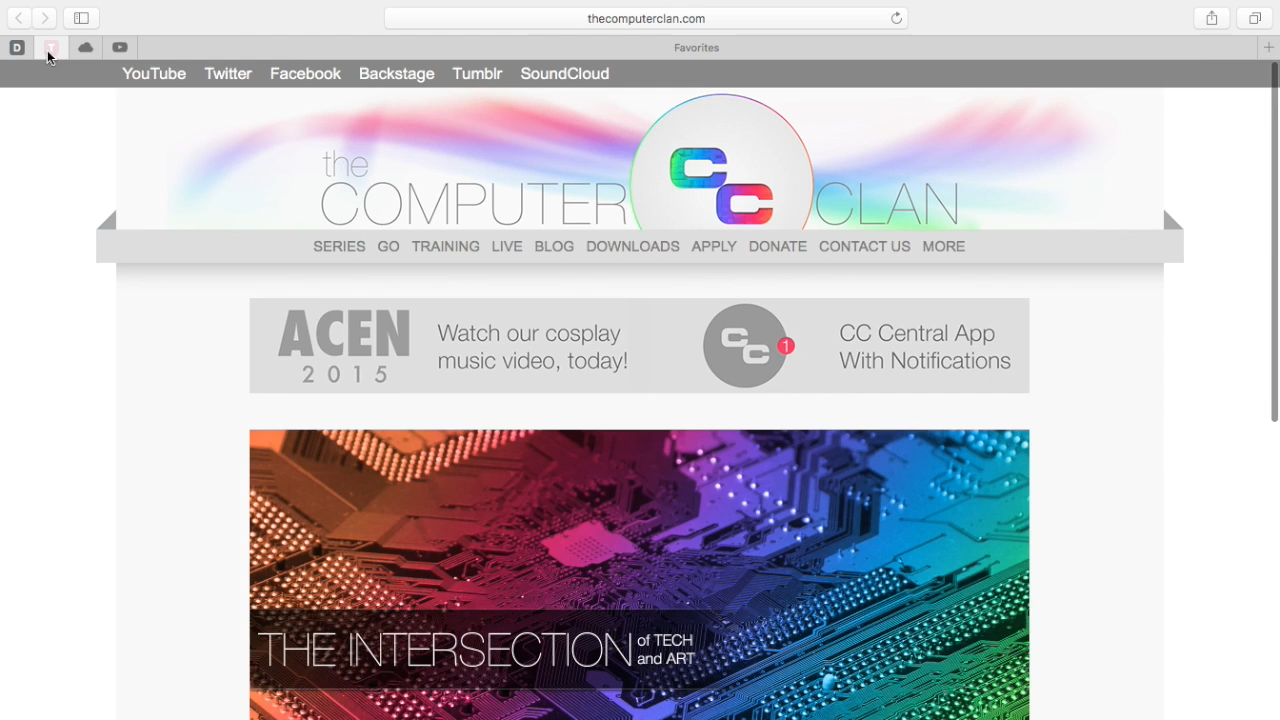 thecomputerclan.com
D T Favorites
YouTube Twitter Facebook Backstage Tumblr SoundCloud
the
COMPUTER CC CLAN
SERIES GO TRAINING LIVE BLOG DOWNLOADS APPLY DONATE CONTACT US MORE
ACEN
2015
Watch our cosplay
music video, today!
CC 1
CC Central App
With Notifications
THE INTERSECTION
of TECH
and ART